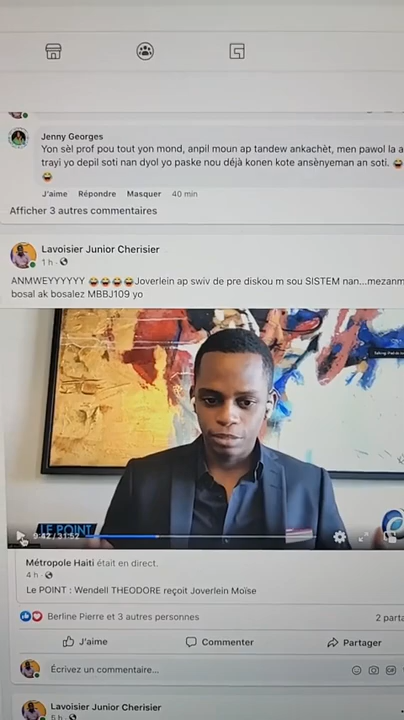 Jenny Georges
Yon sèl prof pou tout yon mond, anpil moun ap tandew ankachèt, men pawol la a
trayi yo depil soti nan dyol yo paske nou déjà konen kote ansènyeman an soti. 😂
😂
J'aime Répondre Masquer 40 min
Afficher 3 autres commentaires
Lavoisier Junior Cherisier
1 h ·
ANMWEYYYYYY 😂😂😂😂Joverlein ap swiv de pre diskou m sou SISTEM nan...mezanm
bosal ak bosalez MBBJ109 yo
LE POINT
9:42 / 31:52
Métropole Haiti était en direct.
4 h ·
Le POINT : Wendell THEODORE reçoit Joverlein Moïse
Berline Pierre et 3 autres personnes
2 parta
J'aime Commenter Partager
Écrivez un commentaire...
GIF
Lavoisier Junior Cherisier
5 h ·